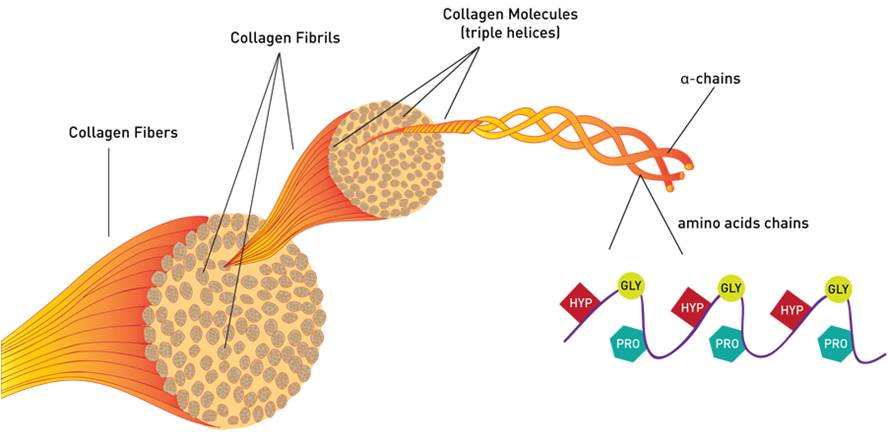 Collagen Molecules
(triple helices)
Collagen Fibrils
α-chains
Collagen Fibers
amino acids chains
HYP
GLY
PRO
HYP
GLY
PRO
HYP
GLY
PRO